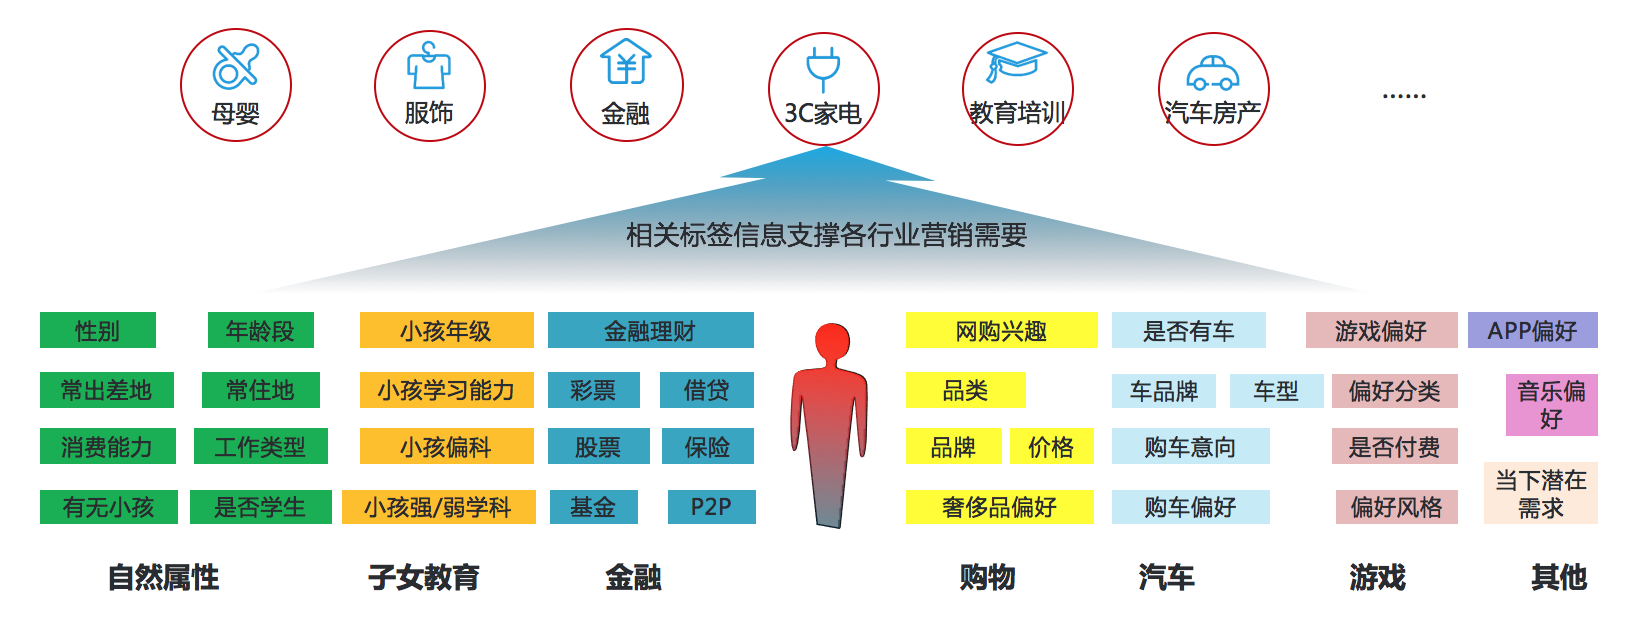 母婴
服饰
¥
金融
3C家电
教育培训
汽车房产
......
相关标签信息支撑各行业营销需要
性别
年龄段
小孩年级
金融理财
网购兴趣
是否有车
游戏偏好
APP偏好
常出差地
常住地
小孩学习能力
彩票
借贷
品类
车品牌
车型
偏好分类
音乐偏
好
消费能力
工作类型
小孩偏科
股票
保险
品牌
价格
购车意向
是否付费
有无小孩
是否学生
小孩强/弱学科
基金
P2P
奢侈品偏好
购车偏好
偏好风格
当下潜在
需求
自然属性
子女教育
金融
购物
汽车
游戏
其他